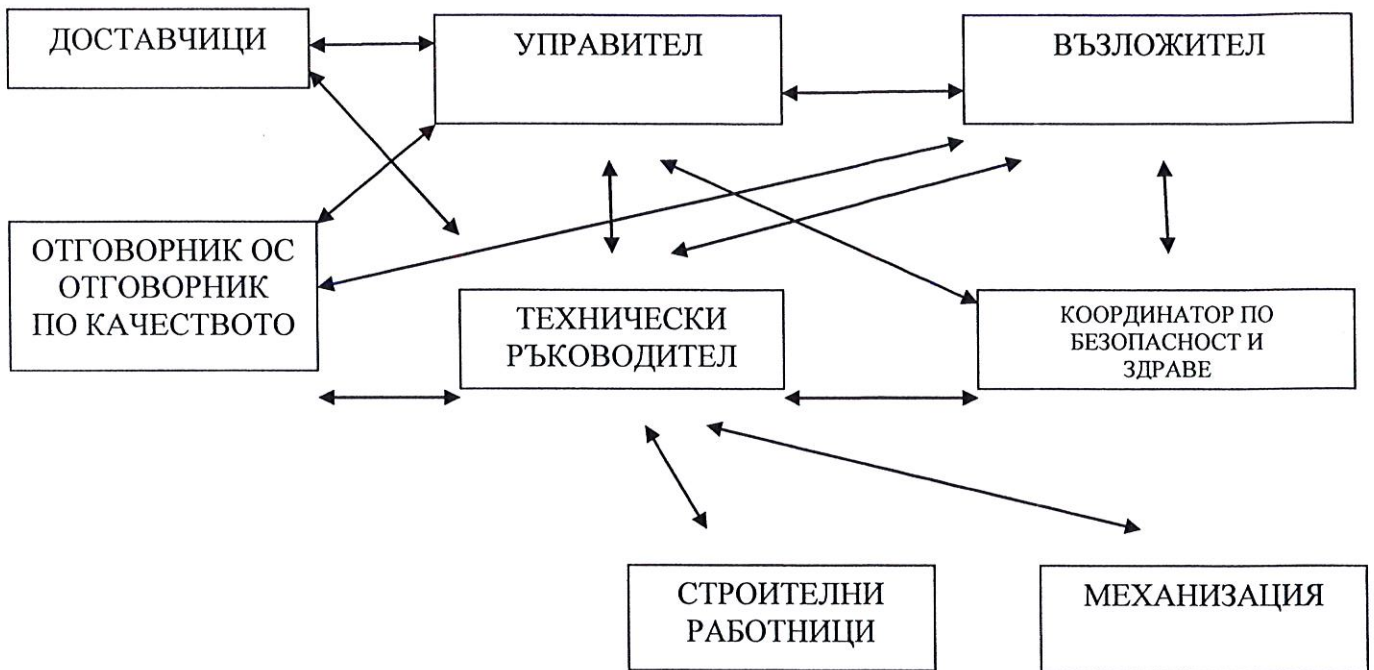 ДОСТАВЧИЦИ
УПРАВИТЕЛ
ВЪЗЛОЖИТЕЛ
ОТГОВОРНИК ОС
ОТГОВОРНИК
ПО КАЧЕСТВОТО
ТЕХНИЧЕСКИ
РЪКОВОДИТЕЛ
КООРДИНАТОР ПО
БЕЗОПАСНОСТ И
ЗДРАВЕ
СТРОИТЕЛНИ
РАБОТНИЦИ
МЕХАНИЗАЦИЯ